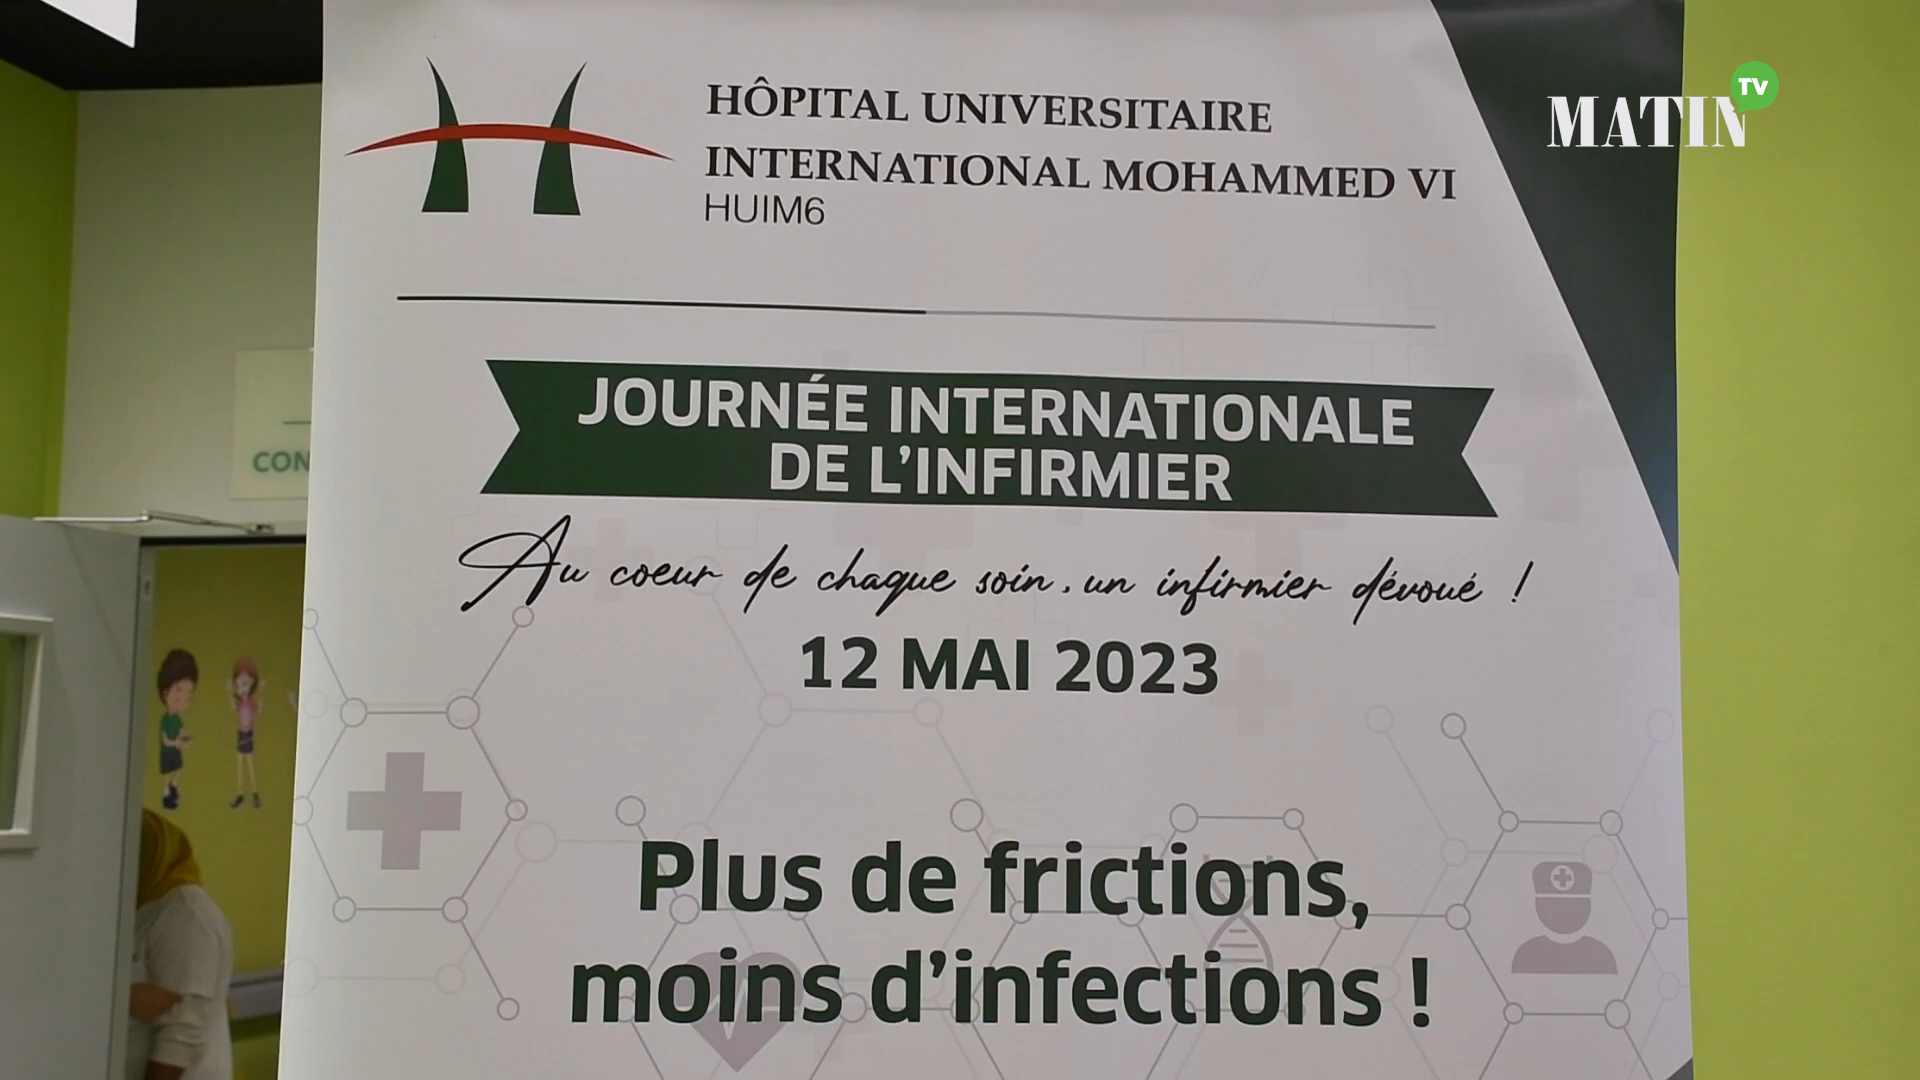 HÔPITAL UNIVERSITAIRE
INTERNATIONAL MOHAMMED VI
HUIM6
MATIN TV
JOURNÉE INTERNATIONALE
DE L'INFIRMIER
CON
Au coeur de chaque soin, un infirmier dévoué !
12 MAI 2023
Plus de frictions,
moins d'infections !